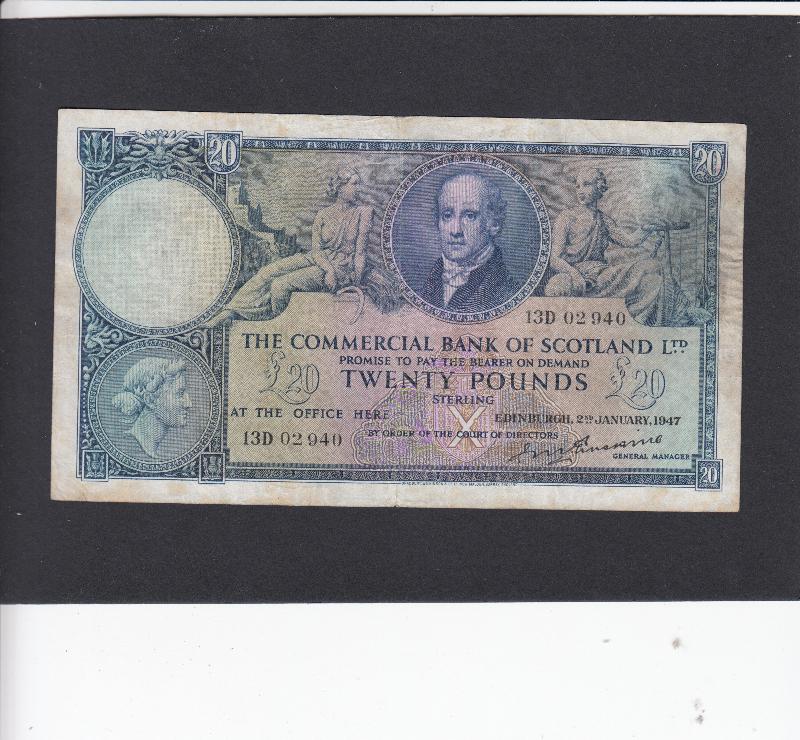 20 20
13D 02940
THE COMMERCIAL BANK OF SCOTLAND LTD.
PROMISE TO PAY THE BEARER ON DEMAND
£20 TWENTY POUNDS £20
STERLING
AT THE OFFICE HERE EDINBURGH, 2ND JANUARY, 1947
13D 02940 BY ORDER OF THE COURT OF DIRECTORS
GENERAL MANAGER
20